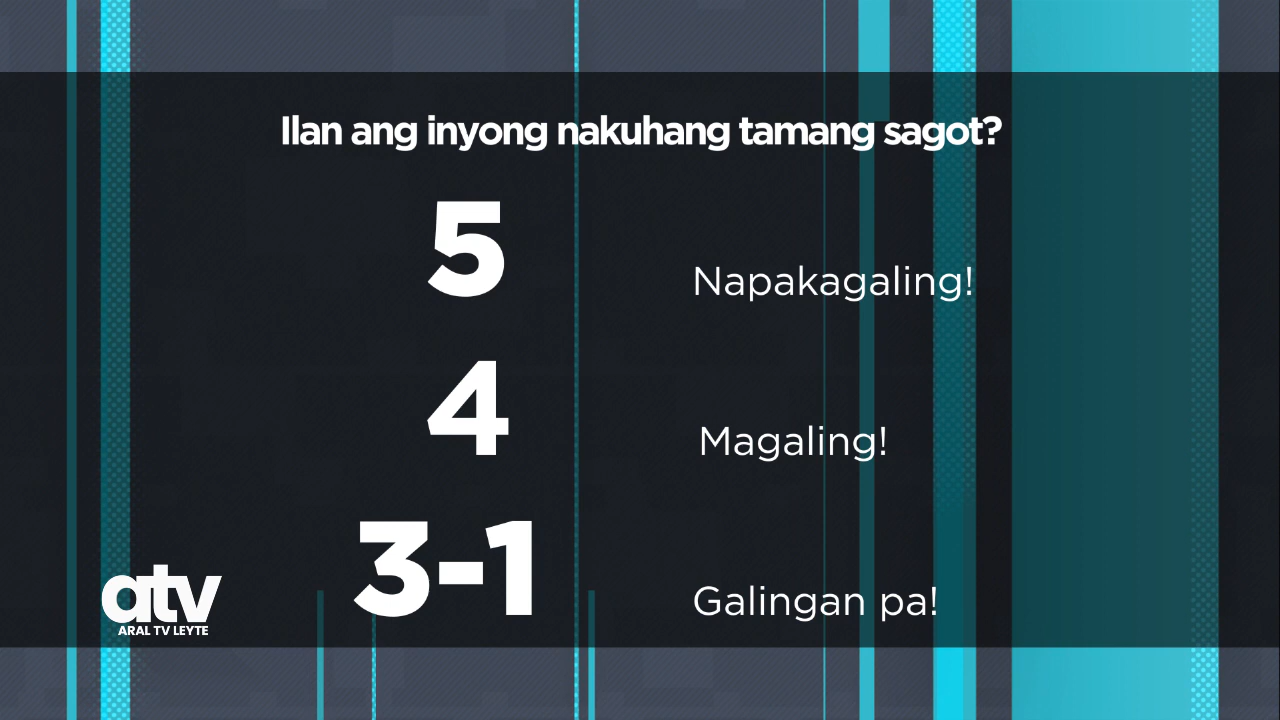 Ilan ang inyong nakuhang tamang sagot?
5 Napakagaling!
4 Magaling!
3-1 Galingan pa!
atv
ARAL TV LEYTE